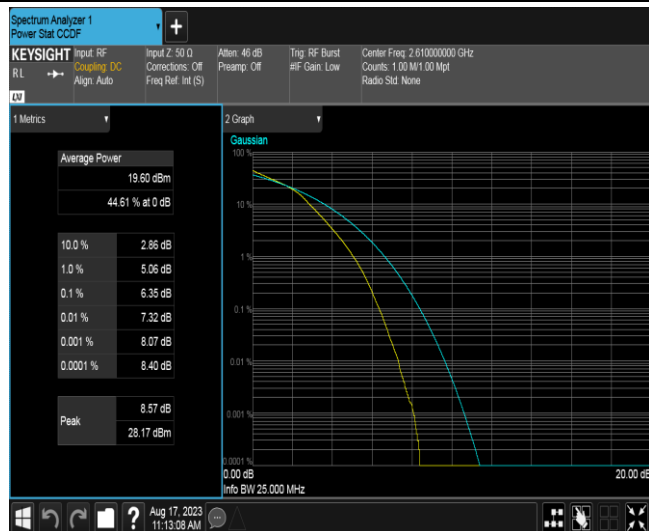 Spectrum Analyzer 1
Power Stat CCDF
+
KEYSIGHT
RL
LXI
Input: RF
Coupling: DC
Align: Auto
Input Z: 50 Ω
Corrections: Off
Freq Ref: Int (S)
Atten: 46 dB
Preamp: Off
Trig: RF Burst
#IF Gain: Low
Center Freq: 2.610000000 GHz
Counts: 1.00 M/1.00 Mpt
Radio Std: None
1 Metrics
Average Power
19.60 dBm
44.61 % at 0 dB
10.0 % 2.86 dB
1.0 % 5.06 dB
0.1 % 6.35 dB
0.01 % 7.32 dB
0.001 % 8.07 dB
0.0001 % 8.40 dB
Peak
8.57 dB
28.17 dBm
2 Graph
Gaussian
100 %
10 %
1 %
0.1 %
0.01 %
0.001 %
0.0001 %
0.00 dB 20.00 dB
Info BW 25.000 MHz
?
Aug 17, 2023
11:13:08 AM